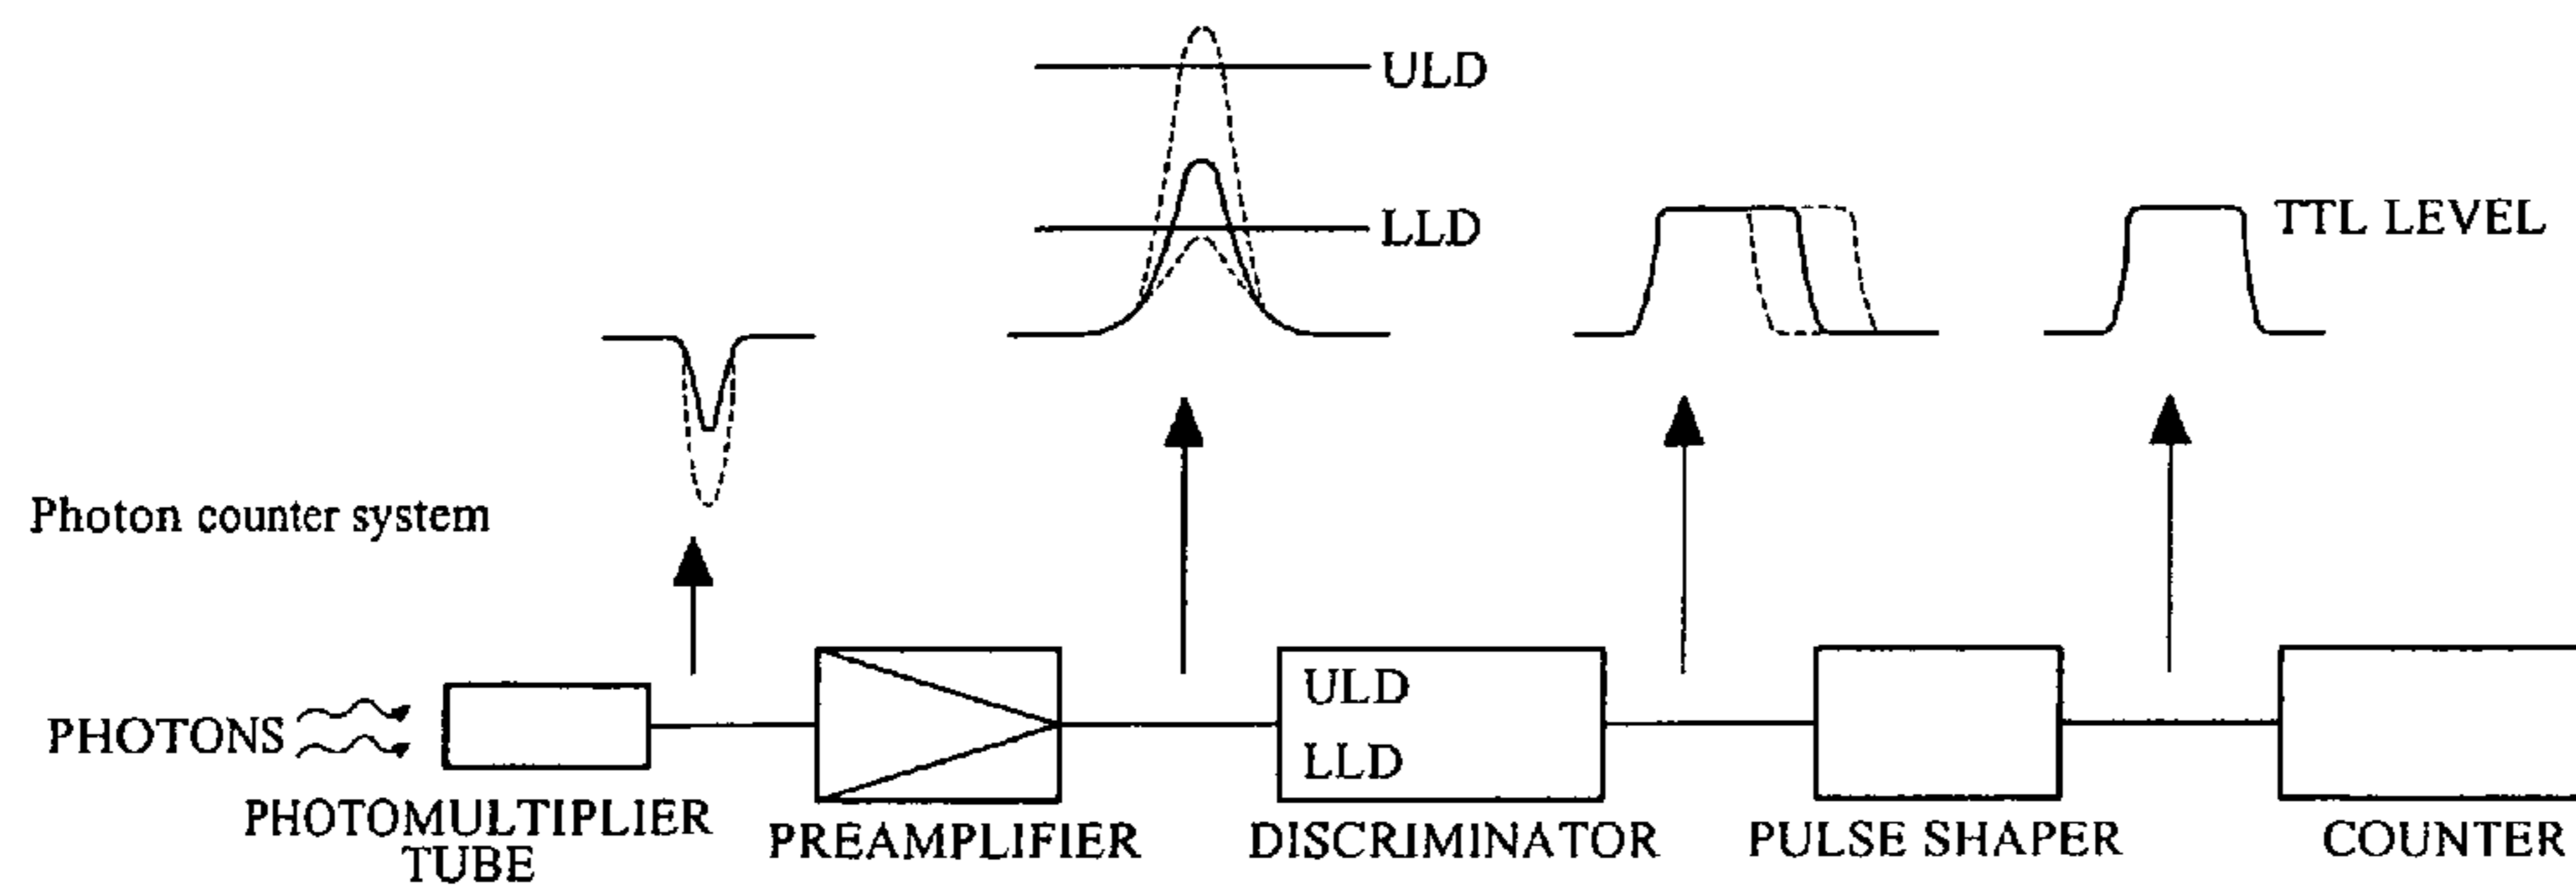 ULD
LLD
TTL LEVEL
Photon counter system
ULD
LLD
PHOTONS
PHOTOMULTIPLIER
TUBE
PREAMPLIFIER
DISCRIMINATOR
PULSE SHAPER
COUNTER